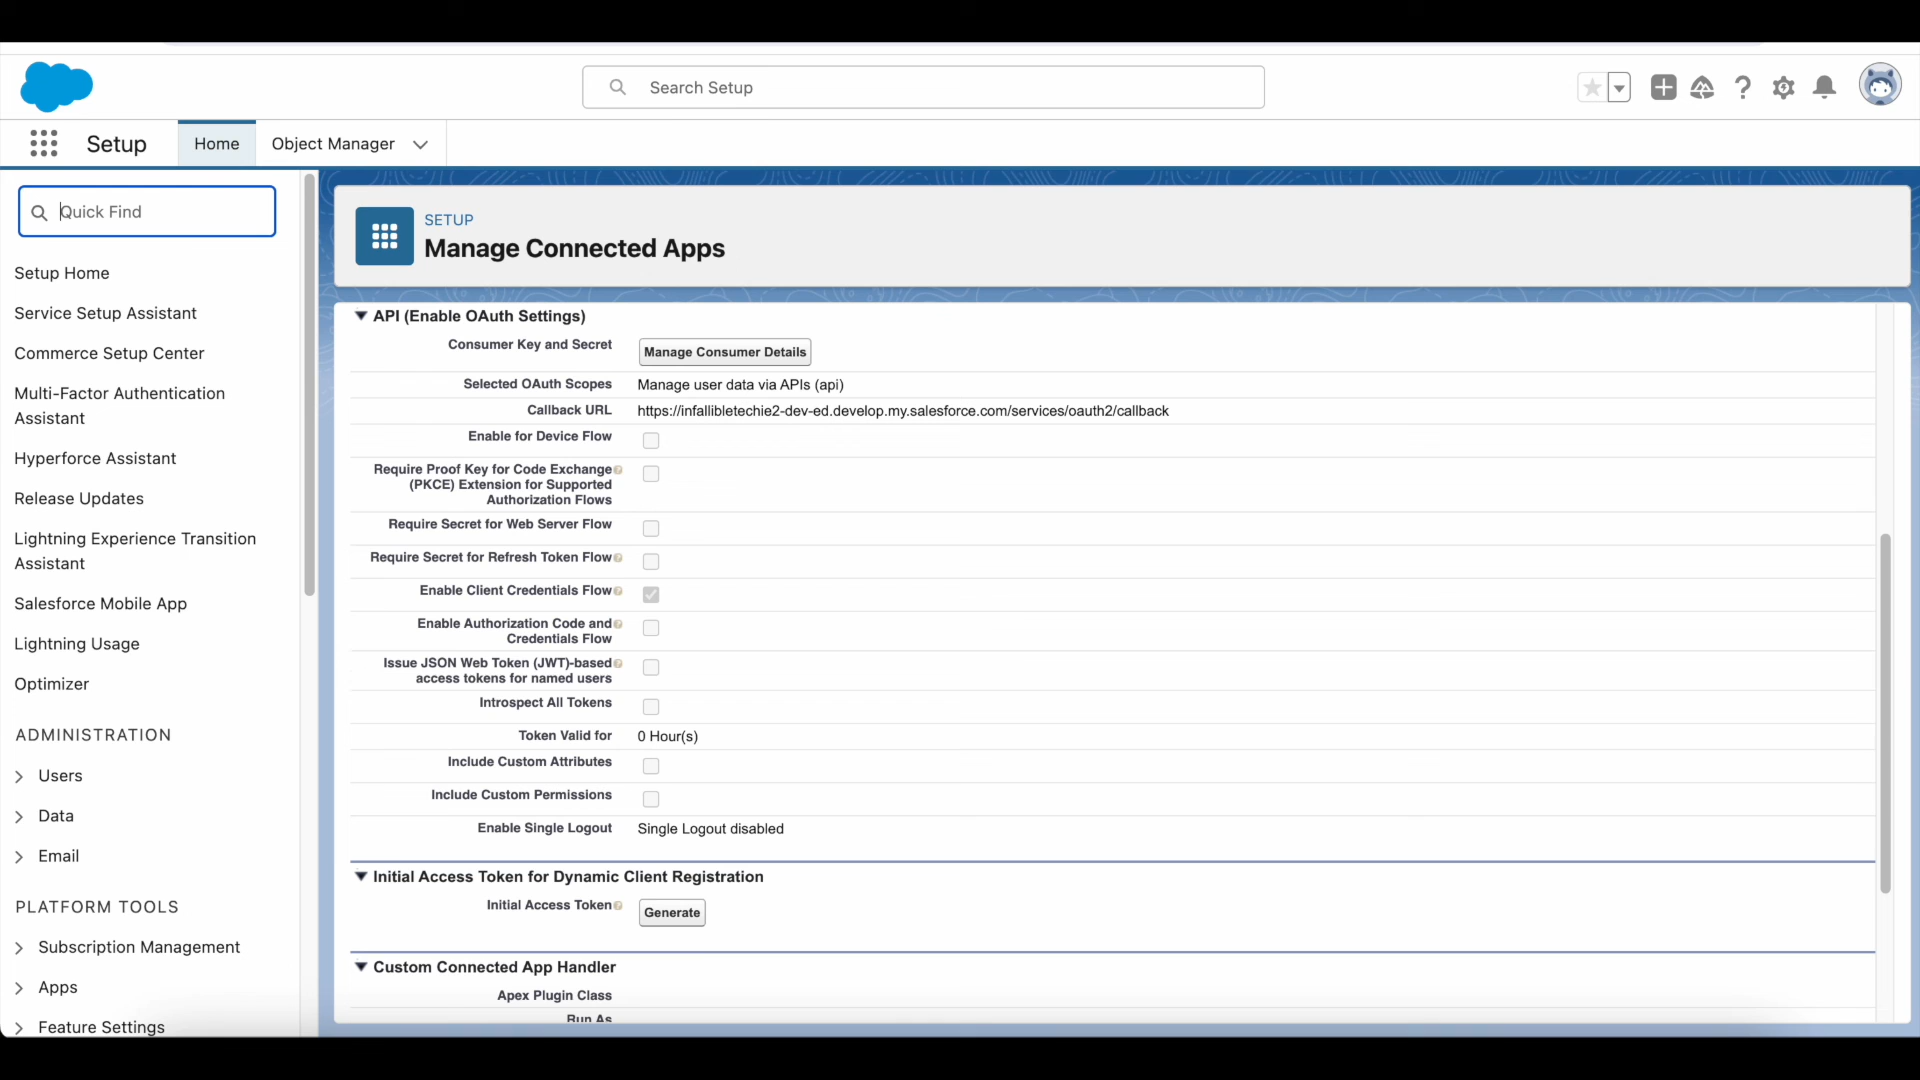 Search Setup
Setup
Home
Object Manager
Quick Find
Setup Home
Service Setup Assistant
Commerce Setup Center
Multi-Factor Authentication
Assistant
Hyperforce Assistant
Release Updates
Lightning Experience Transition
Assistant
Salesforce Mobile App
Lightning Usage
Optimizer
ADMINISTRATION
Users
Data
Email
PLATFORM TOOLS
Subscription Management
Apps
Feature Settings
SETUP
Manage Connected Apps
API (Enable OAuth Settings)
Consumer Key and Secret Manage Consumer Details
Selected OAuth Scopes Manage user data via APIs (api)
Callback URL https://infallibletechie2-dev-ed.develop.my.salesforce.com/services/oauth2/callback
Enable for Device Flow
Require Proof Key for Code Exchange
(PKCE) Extension for Supported
Authorization Flows
Require Secret for Web Server Flow
Require Secret for Refresh Token Flow
Enable Client Credentials Flow
Enable Authorization Code and
Credentials Flow
Issue JSON Web Token (JWT)-based
access tokens for named users
Introspect All Tokens
Token Valid for 0 Hour(s)
Include Custom Attributes
Include Custom Permissions
Enable Single Logout Single Logout disabled
Initial Access Token for Dynamic Client Registration
Initial Access Token Generate
Custom Connected App Handler
Apex Plugin Class
Run As